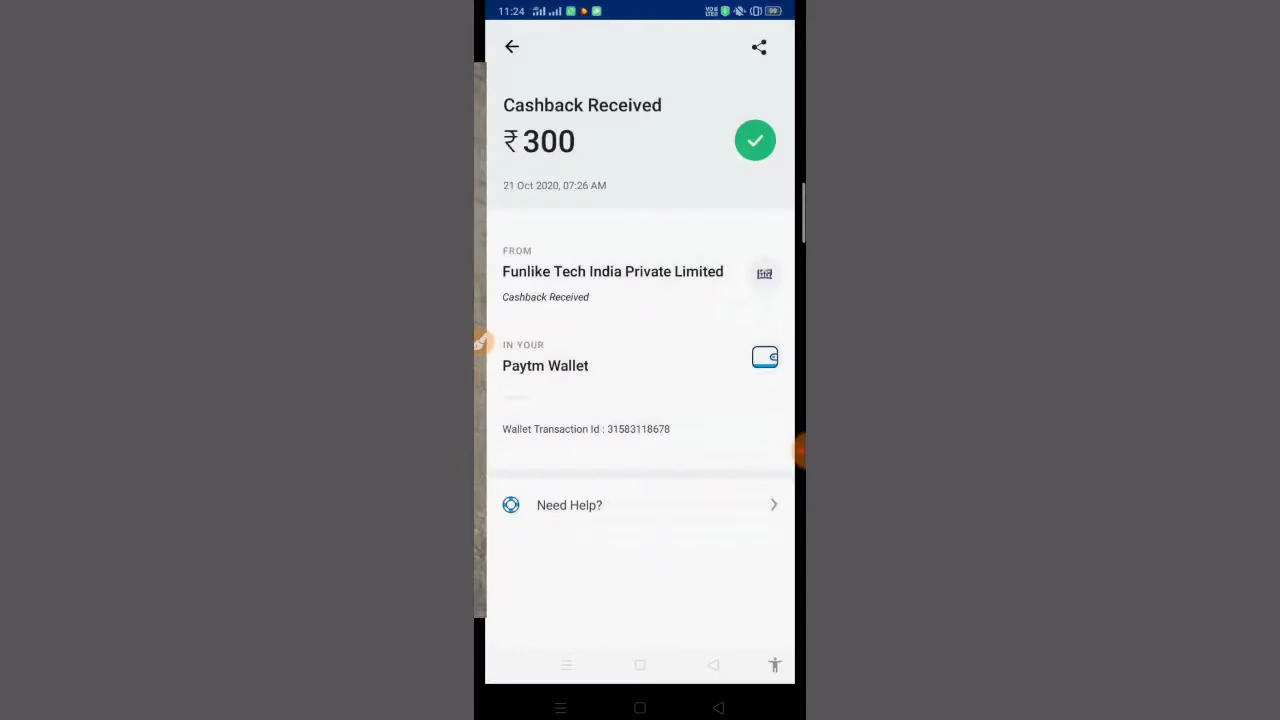 11:24
99
Cashback Received
₹300
21 Oct 2020, 07:26 AM
FROM
Funlike Tech India Private Limited
Cashback Received
IN YOUR
Paytm Wallet
Wallet Transaction Id : 31583118678
Need Help?